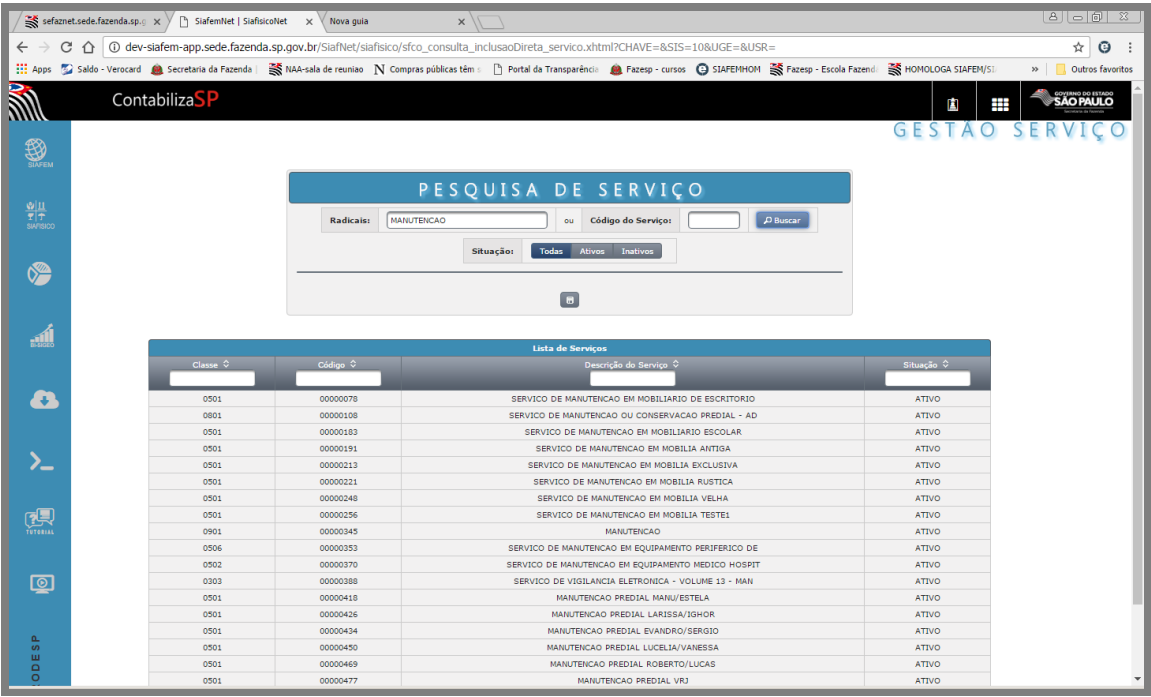 sefaznet.sede.fazenda.sp.g
SiafemNet | SiafisicoNet
Nova guia
dev-siafem-app.sede.fazenda.sp.gov.br/SiafNet/siafisico/sfco_consulta_inclusaoDireta_servico.xhtml?CHAVE=&SIS=10&UGE=&USR=
Apps Saldo - Verocard Secretaria da Fazenda | NAA-sala de reuniao Compras públicas têm s Portal da Transparência Fazesp - cursos SIAFEMHOM Fazesp - Escola Fazend HOMOLOGA SIAFEM/SI » Outros favoritos
ContabilizaSP
GOVERNO DO ESTADO
SÃO PAULO
Secretaria da Fazenda
GESTÃO SERVIÇO
SIAFEM
SIAFISICO
BI-SIGEO
TUTORIAL
CODESP
PESQUISA DE SERVIÇO
Radicais: MANUTENCAO ou Código do Serviço: Buscar
Situação: Todas Ativos Inativos
Lista de Serviços
Classe Código Descrição do Serviço Situação
0501 00000078 SERVICO DE MANUTENCAO EM MOBILIARIO DE ESCRITORIO ATIVO
0801 00000108 SERVICO DE MANUTENCAO OU CONSERVACAO PREDIAL - AD ATIVO
0501 00000183 SERVICO DE MANUTENCAO EM MOBILIARIO ESCOLAR ATIVO
0501 00000191 SERVICO DE MANUTENCAO EM MOBILIA ANTIGA ATIVO
0501 00000213 SERVICO DE MANUTENCAO EM MOBILIA EXCLUSIVA ATIVO
0501 00000221 SERVICO DE MANUTENCAO EM MOBILIA RUSTICA ATIVO
0501 00000248 SERVICO DE MANUTENCAO EM MOBILIA VELHA ATIVO
0501 00000256 SERVICO DE MANUTENCAO EM MOBILIA TESTE1 ATIVO
0901 00000345 MANUTENCAO ATIVO
0506 00000353 SERVICO DE MANUTENCAO EM EQUIPAMENTO PERIFERICO DE ATIVO
0502 00000370 SERVICO DE MANUTENCAO EM EQUIPAMENTO MEDICO HOSPIT ATIVO
0303 00000388 SERVICO DE VIGILANCIA ELETRONICA - VOLUME 13 - MAN ATIVO
0501 00000418 MANUTENCAO PREDIAL MANU/ESTELA ATIVO
0501 00000426 MANUTENCAO PREDIAL LARISSA/IGHOR ATIVO
0501 00000434 MANUTENCAO PREDIAL EVANDRO/SERGIO ATIVO
0501 00000450 MANUTENCAO PREDIAL LUCELIA/VANESSA ATIVO
0501 00000469 MANUTENCAO PREDIAL ROBERTO/LUCAS ATIVO
0501 00000477 MANUTENCAO PREDIAL VRJ ATIVO